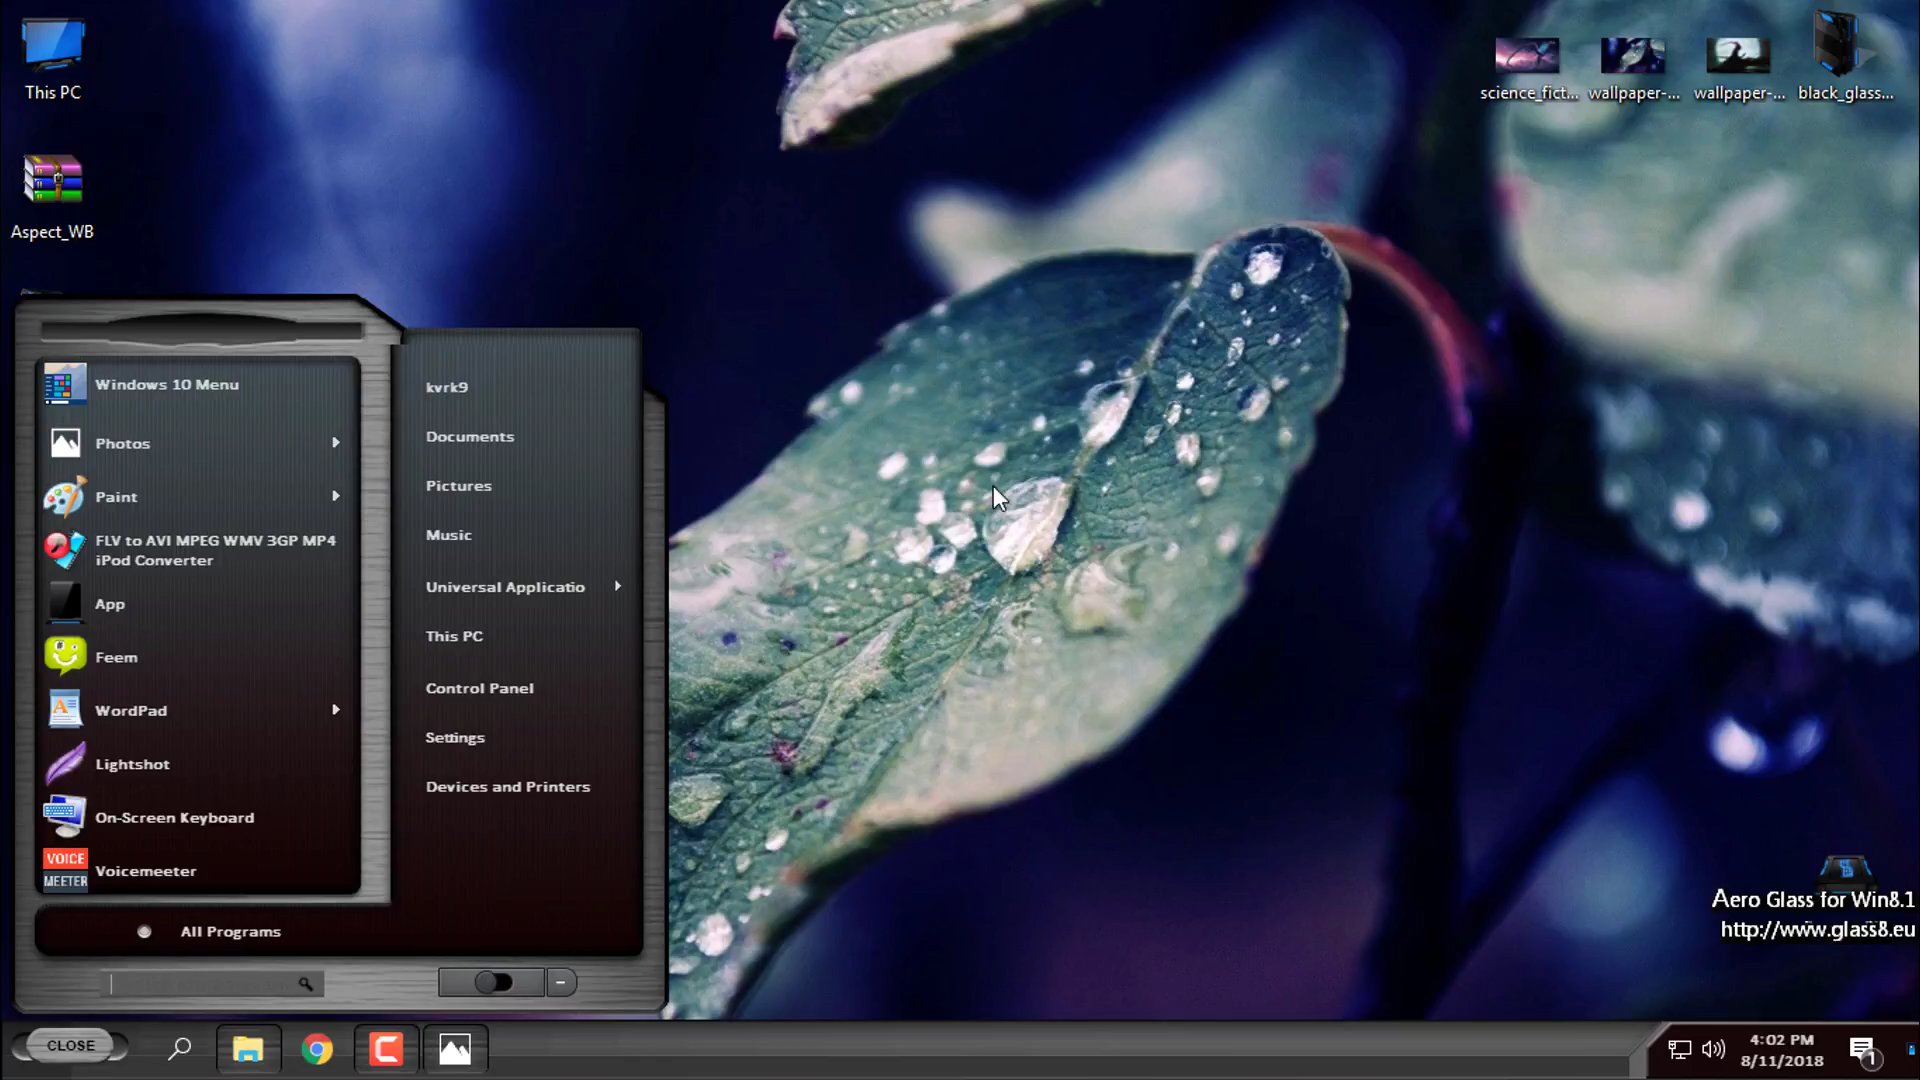 This PC
science_fict...
wallpaper-...
wallpaper-...
black_glass...
Aspect_WB
Windows 10 Menu
Photos
Paint
FLV to AVI MPEG WMV 3GP MP4
iPod Converter
App
Feem
WordPad
Lightshot
On-Screen Keyboard
VOICE
MEETER
Voicemeeter
All Programs
kvrk9
Documents
Pictures
Music
Universal Applicatio
This PC
Control Panel
Settings
Devices and Printers
Aero Glass for Win8.1
http://www.glass8.eu
CLOSE
4:02 PM
8/11/2018
1